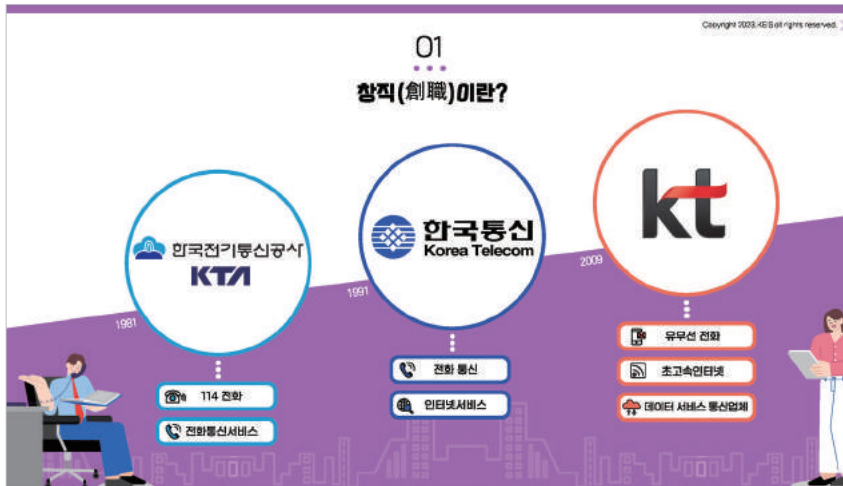 Copyright 2023. KEIS all rights reserved.
01
창직(創職)이란?
한국전기통신공사
KTA
한국통신
Korea Telecom
kt
1981
1991
2009
114 전화
전화통신서비스
전화 통신
인터넷서비스
유무선 전화
초고속인터넷
데이터 서비스 통신업체